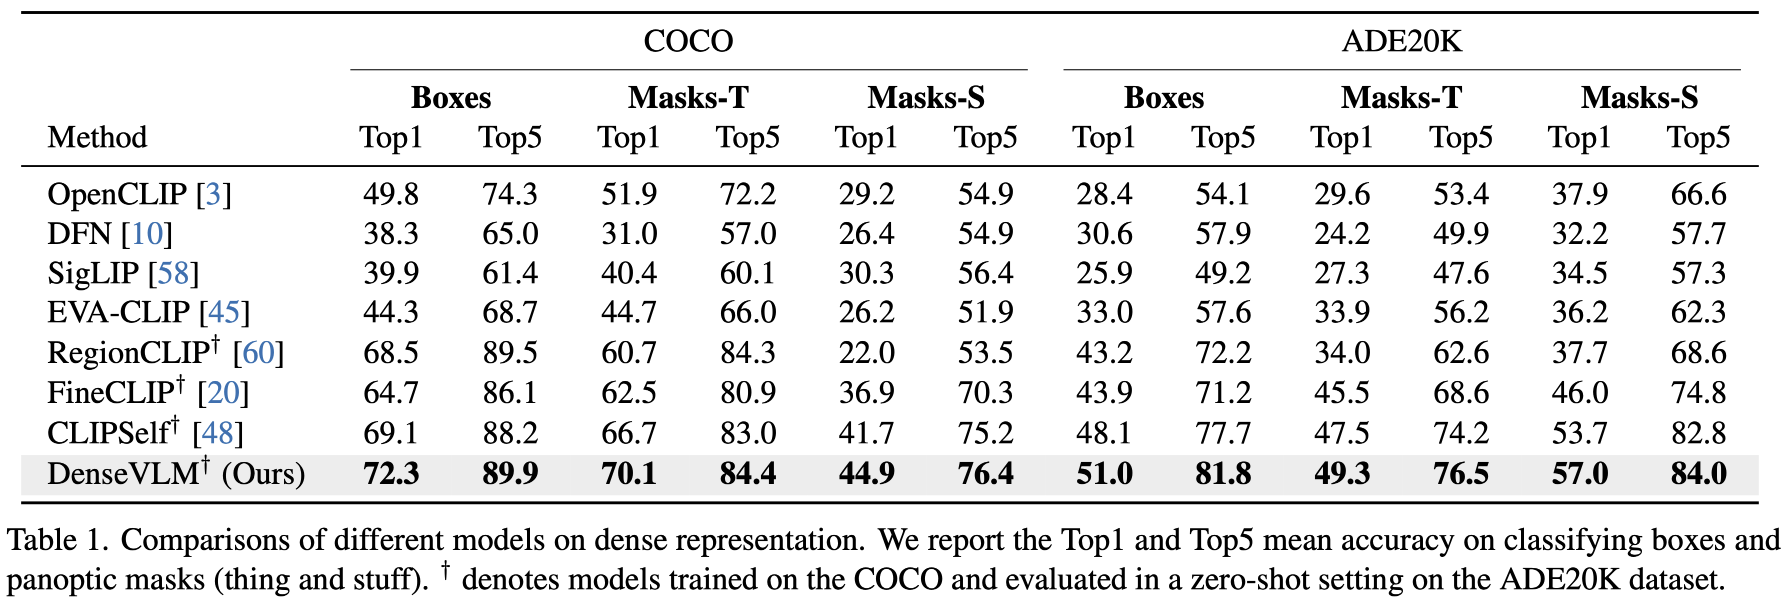 COCO ADE20K
Boxes Masks-T Masks-S Boxes Masks-T Masks-S
Method Top1 Top5 Top1 Top5 Top1 Top5 Top1 Top5 Top1 Top5 Top1 Top5
OpenCLIP [3] 49.8 74.3 51.9 72.2 29.2 54.9 28.4 54.1 29.6 53.4 37.9 66.6
DFN [10] 38.3 65.0 31.0 57.0 26.4 54.9 30.6 57.9 24.2 49.9 32.2 57.7
SigLIP [58] 39.9 61.4 40.4 60.1 30.3 56.4 25.9 49.2 27.3 47.6 34.5 57.3
EVA-CLIP [45] 44.3 68.7 44.7 66.0 26.2 51.9 33.0 57.6 33.9 56.2 36.2 62.3
RegionCLIP† [60] 68.5 89.5 60.7 84.3 22.0 53.5 43.2 72.2 34.0 62.6 37.7 68.6
FineCLIP† [20] 64.7 86.1 62.5 80.9 36.9 70.3 43.9 71.2 45.5 68.6 46.0 74.8
CLIPSelf† [48] 69.1 88.2 66.7 83.0 41.7 75.2 48.1 77.7 47.5 74.2 53.7 82.8
DenseVLM† (Ours) 72.3 89.9 70.1 84.4 44.9 76.4 51.0 81.8 49.3 76.5 57.0 84.0
Table 1. Comparisons of different models on dense representation. We report the Top1 and Top5 mean accuracy on classifying boxes and
panoptic masks (thing and stuff). † denotes models trained on the COCO and evaluated in a zero-shot setting on the ADE20K dataset.